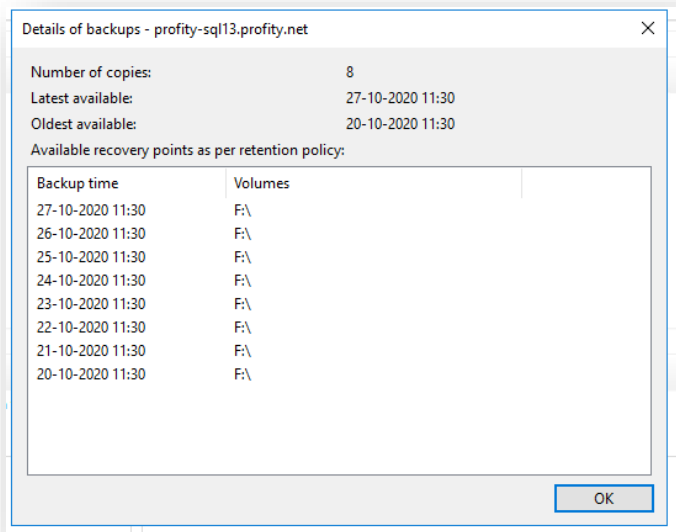 Details of backups - profity-sql13.profity.net
Number of copies: 8
Latest available: 27-10-2020 11:30
Oldest available: 20-10-2020 11:30
Available recovery points as per retention policy:
Backup time Volumes
27-10-2020 11:30 F:\
26-10-2020 11:30 F:\
25-10-2020 11:30 F:\
24-10-2020 11:30 F:\
23-10-2020 11:30 F:\
22-10-2020 11:30 F:\
21-10-2020 11:30 F:\
20-10-2020 11:30 F:\
OK